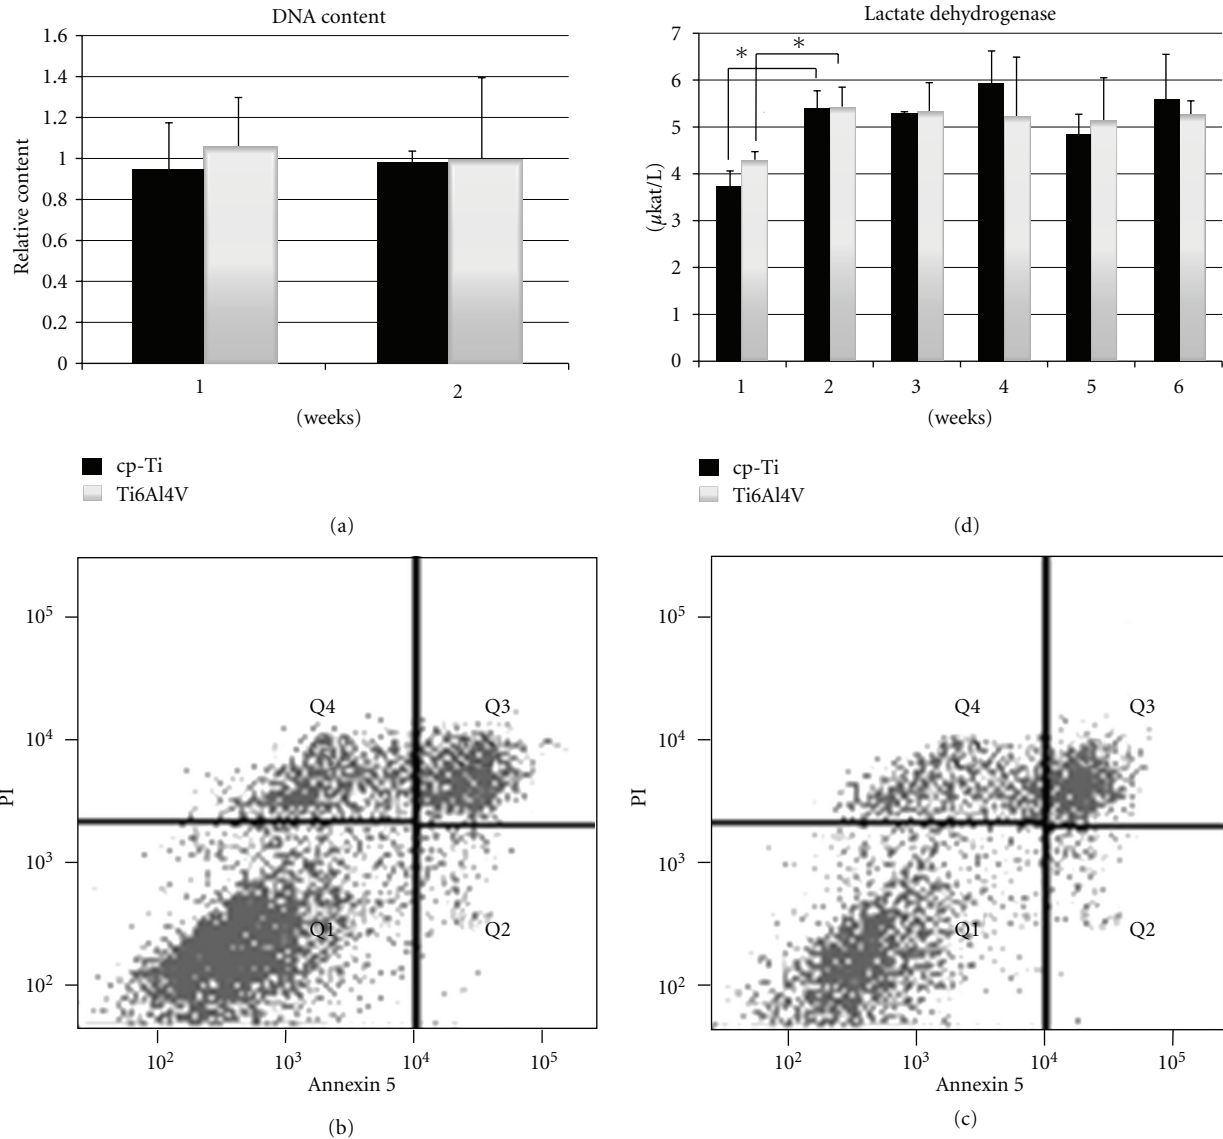 DNA content
1.6
1.4
1.2
1
0.8
0.6
0.4
0.2
0
Relative content
1 2
(weeks)
cp-Ti
Ti6Al4V
(a)
Lactate dehydrogenase
7
6
5
4
3
2
1
0
(μkat/L)
* *
1 2 3 4 5 6
(weeks)
cp-Ti
Ti6Al4V
(d)
10⁵
10⁴
10³
10²
PI
Q4 Q3
Q1 Q2
10² 10³ 10⁴ 10⁵
Annexin 5
(b)
10⁵
10⁴
10³
10²
PI
Q4 Q3
Q1 Q2
10² 10³ 10⁴ 10⁵
Annexin 5
(c)